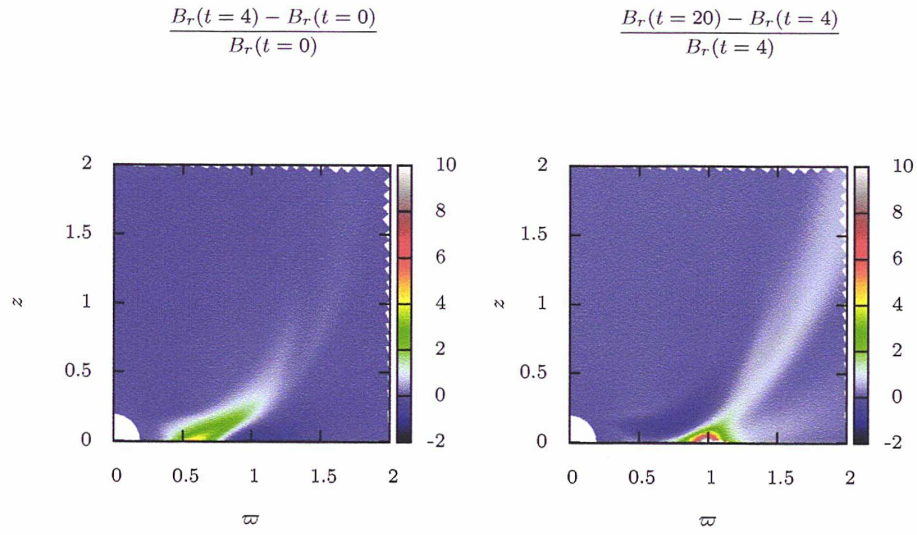 B_r(t = 4) − B_r(t = 0)
B_r(t = 0)
B_r(t = 20) − B_r(t = 4)
B_r(t = 4)
2
1.5
1
0.5
0
z
0 0.5 1 1.5 2
ϖ
10
8
6
4
2
0
-2
2
1.5
1
0.5
0
z
0 0.5 1 1.5 2
ϖ
10
8
6
4
2
0
-2